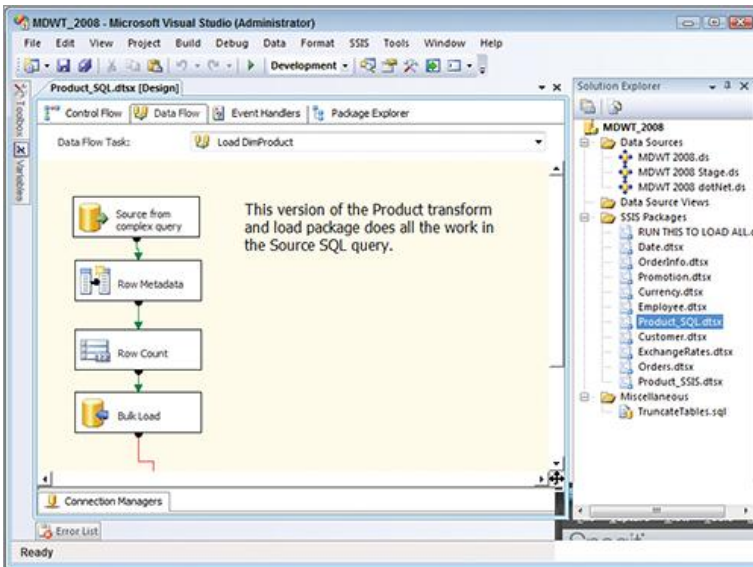 MDWT_2008 - Microsoft Visual Studio (Administrator)
File Edit View Project Build Debug Data Format SSIS Tools Window Help
Development
Product_SQL.dtsx [Design]
Control Flow Data Flow Event Handlers Package Explorer
Data Flow Task: Load DimProduct
Toolbox
Variables
Source from
complex query
Row Metadata
Row Count
Bulk Load
This version of the Product transform
and load package does all the work in
the Source SQL query.
Connection Managers
Error List
Ready
Solution Explorer
MDWT_2008
Data Sources
MDWT 2008.ds
MDWT 2008 Stage.ds
MDWT 2008 dotNet.ds
Data Source Views
SSIS Packages
RUN THIS TO LOAD ALL.
Date.dtsx
OrderInfo.dtsx
Promotion.dtsx
Currency.dtsx
Employee.dtsx
Product_SQL.dtsx
Customer.dtsx
ExchangeRates.dtsx
Orders.dtsx
Product_SSIS.dtsx
Miscellaneous
TruncateTables.sql